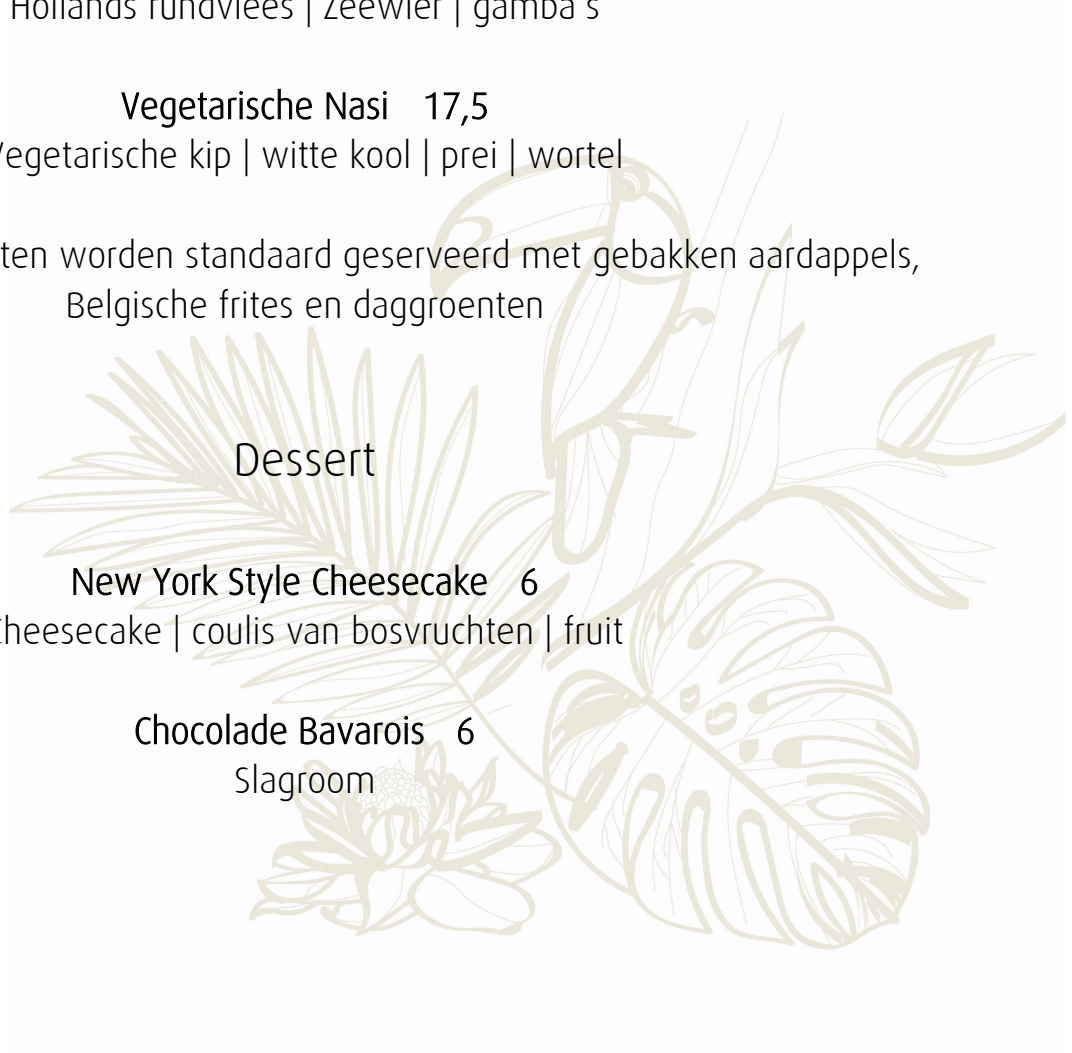 Hollands rundvlees | Zeewier | gamba's
Vegetarische Nasi 17,5
Vegetarische kip | witte kool | prei | wortel
worden standaard geserveerd met gebakken aardappels,
Belgische frites en daggroenten
Dessert
New York Style Cheesecake 6
Cheesecake | coulis van bosvruchten | fruit
Chocolade Bavarois 6
Slagroom